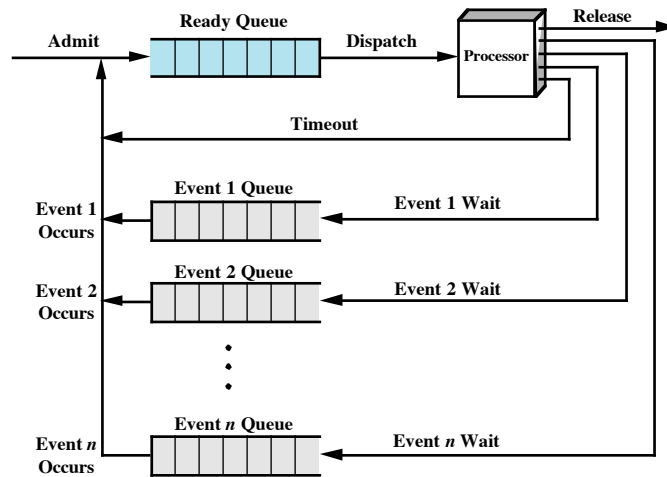 Ready Queue
Release
Admit
Dispatch
Processor
Timeout
Event 1 Queue
Event 1 Wait
Event 1
Occurs
Event 2 Queue
Event 2 Wait
Event 2
Occurs
Event n Queue
Event n Wait
Event n
Occurs